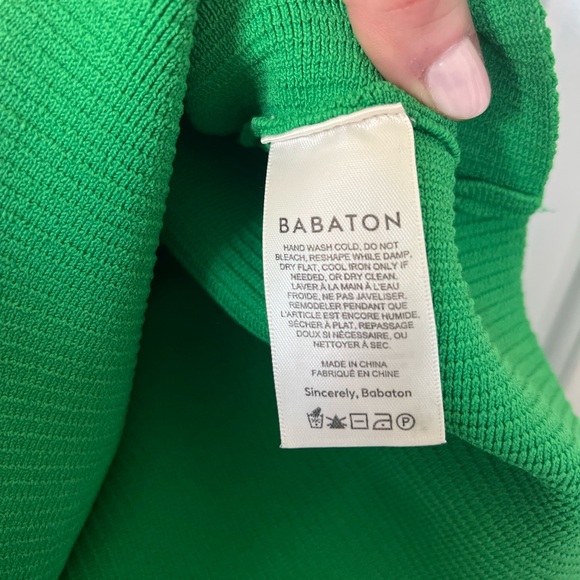 BABATON
HAND WASH COLD, DO NOT
BLEACH, RESHAPE WHILE DAMP,
DRY FLAT, COOL IRON ONLY IF
NEEDED, OR DRY CLEAN.
LAVER À LA MAIN À L'EAU
FROIDE, NE PAS JAVELISER.
REMODELER PENDANT QUE
L'ARTICLE EST ENCORE HUMIDE.
SÉCHER À PLAT, REPASSAGE
DOUX SI NÉCESSAIRE, OU
NETTOYER À SEC.
MADE IN CHINA
FABRIQUÉ EN CHINE
Sincerely, Babaton
P